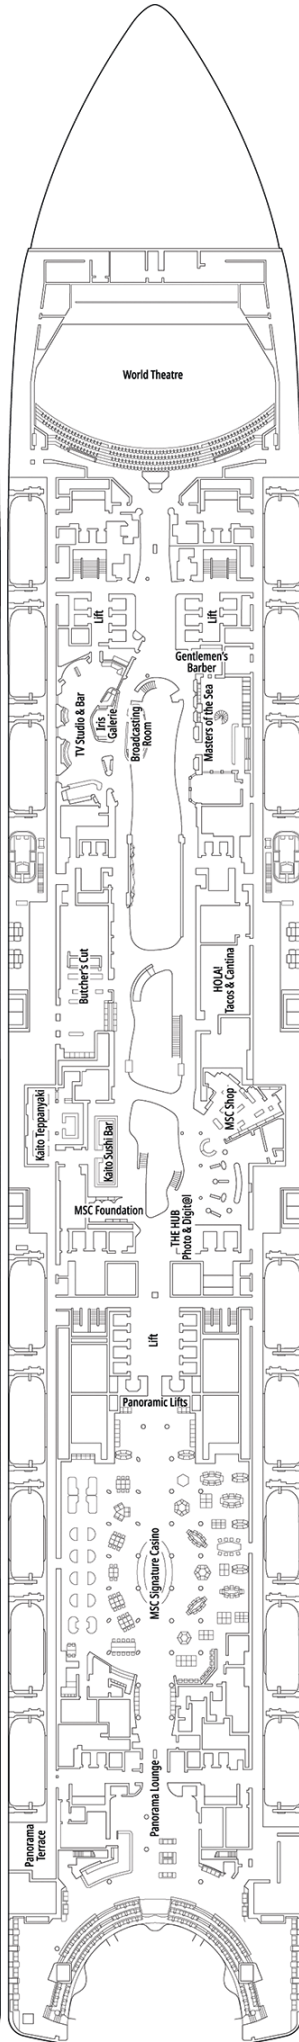 World Theatre
Lift
Lift
Gentlemen's
Barber
TV Studio & Bar
Iris
Galerie
Broadcasting
Room
Masters of the Sea
Butcher's Cut
HOLA!
Tacos & Cantina
Kaito Teppanyaki
Kaito Sushi Bar
MSC Shop
MSC Foundation
THE HUB
Photo & Digit@l
Lift
Panoramic Lifts
MSC Signature Casino
Panorama Lounge
Panorama
Terrace